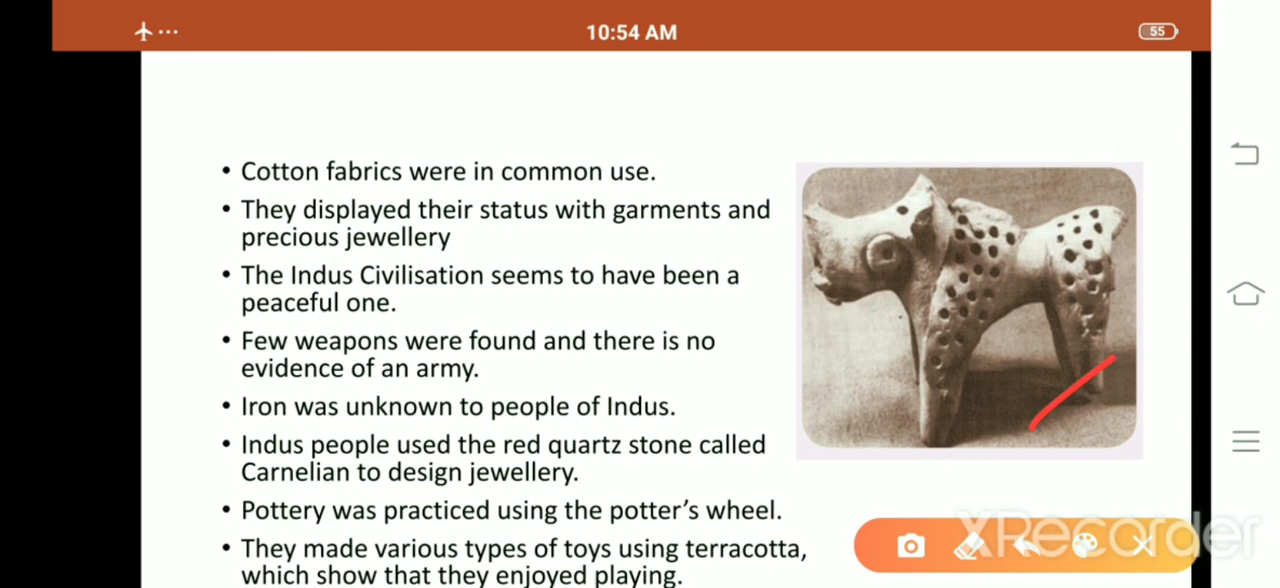 10:54 AM
55
• Cotton fabrics were in common use.
• They displayed their status with garments and
precious jewellery
• The Indus Civilisation seems to have been a
peaceful one.
• Few weapons were found and there is no
evidence of an army.
• Iron was unknown to people of Indus.
• Indus people used the red quartz stone called
Carnelian to design jewellery.
• Pottery was practiced using the potter’s wheel.
• They made various types of toys using terracotta,
which show that they enjoyed playing.
XRecorder